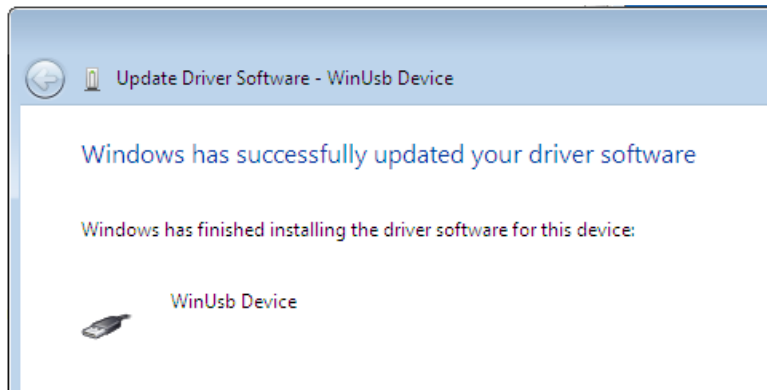 Update Driver Software - WinUsb Device
Windows has successfully updated your driver software
Windows has finished installing the driver software for this device:
WinUsb Device